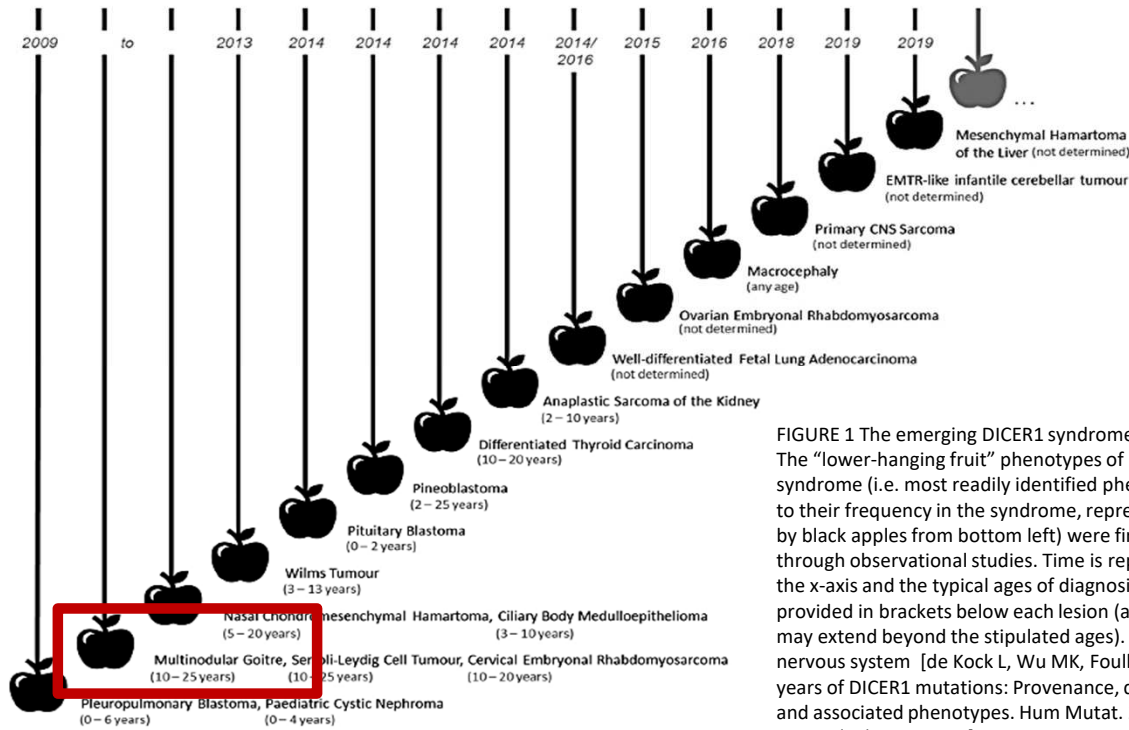 2009 to 2013 2014 2014 2014 2014 2014/ 2015 2016 2018 2019 2019
2016
...
Mesenchymal Hamartoma
of the Liver (not determined)
EMTR-like infantile cerebellar tumour
(not determined)
Primary CNS Sarcoma
(not determined)
Macrocephaly
(any age)
Ovarian Embryonal Rhabdomyosarcoma
(not determined)
Well-differentiated Fetal Lung Adenocarcinoma
(not determined)
Anaplastic Sarcoma of the Kidney
(2–10 years)
Differentiated Thyroid Carcinoma
(10–20 years)
Pineoblastoma
(2–25 years)
Pituitary Blastoma
(0–2 years)
Wilms Tumour
(3–13 years)
Nasal Chondromesenchymal Hamartoma, Ciliary Body Medulloepithelioma
(5–20 years) (3–10 years)
Multinodular Goitre, Sertoli-Leydig Cell Tumour, Cervical Embryonal Rhabdomyosarcoma
(10–25 years) (10–25 years) (10–20 years)
Pleuropulmonary Blastoma, Paediatric Cystic Nephroma
(0–6 years) (0–4 years)
FIGURE 1 The emerging DICER1 syndrome
The “lower-hanging fruit” phenotypes of
syndrome (i.e. most readily identified
to their frequency in the syndrome,
by black apples from bottom left) were
through observational studies. Time is
the x-axis and the typical ages of
provided in brackets below each lesion
may extend beyond the stipulated ages).
nervous system [de Kock L, Wu MK,
years of DICER1 mutations: Provenance,
and associated phenotypes. Hum Mutat.